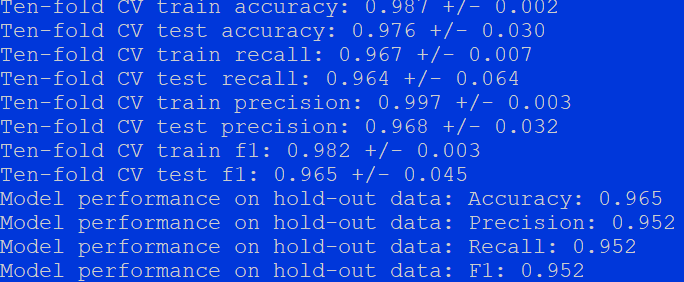 Ten-fold CV train accuracy: 0.987 +/- 0.002
Ten-fold CV test accuracy: 0.976 +/- 0.030
Ten-fold CV train recall: 0.967 +/- 0.007
Ten-fold CV test recall: 0.964 +/- 0.064
Ten-fold CV train precision: 0.997 +/- 0.003
Ten-fold CV test precision: 0.968 +/- 0.032
Ten-fold CV train f1: 0.982 +/- 0.003
Ten-fold CV test f1: 0.965 +/- 0.045
Model performance on hold-out data: Accuracy: 0.965
Model performance on hold-out data: Precision: 0.952
Model performance on hold-out data: Recall: 0.952
Model performance on hold-out data: F1: 0.952